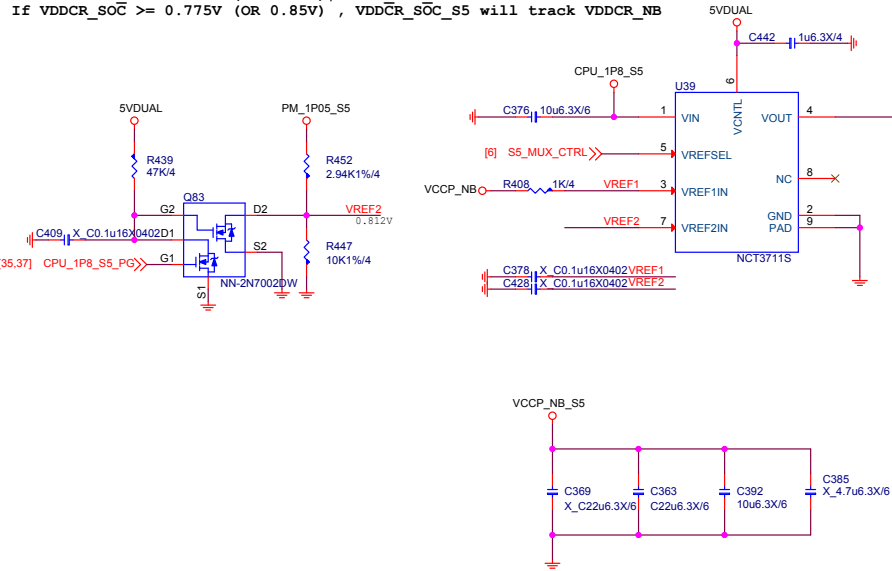 If VDDCR_SOC >= 0.775V (OR 0.85V) , VDDCR_SOC_S5 will track VDDCR_NB
5VDUAL
C442
1u6.3X/4
CPU_1P8_S5
U39
6
C376
10u6.3X/6
1
VIN
VCNTL
VOUT
4
5VDUAL
PM_1P05_S5
[6] S5_MUX_CTRL
5
VREFSEL
R439
47K/4
R452
2.94K1%/4
NC
8
VCCP_NB
R408
1K/4
VREF1
3
VREF1IN
Q83
G2
D2
VREF2
0.812V
GND
2
VREF2
7
VREF2IN
PAD
9
C409
X_C0.1u16X0402
D1
S2
R447
10K1%/4
NCT3711S
[35,37] CPU_1P8_S5_PG
G1
C378
X_C0.1u16X0402
VREF1
C428
X_C0.1u16X0402
VREF2
NN-2N7002DW
S1
VCCP_NB_S5
C369
X_C22u6.3X/6
C363
C22u6.3X/6
C392
10u6.3X/6
C385
X_4.7u6.3X/6